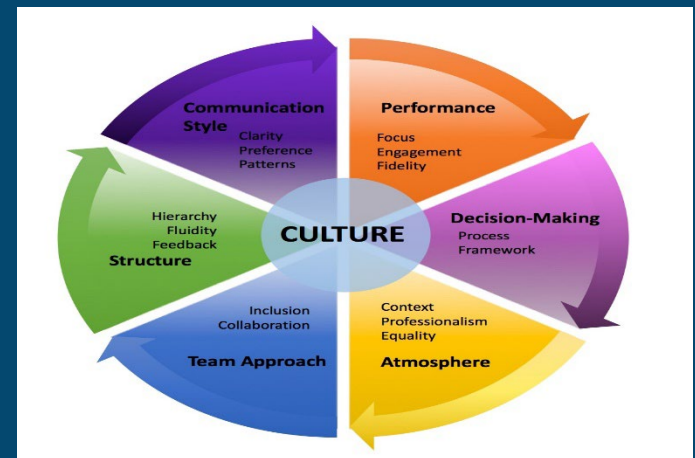 Communication
Style
Clarity
Preference
Patterns
Performance
Focus
Engagement
Fidelity
Decision-Making
Process
Framework
Context
Professionalism
Equality
Atmosphere
Inclusion
Collaboration
Team Approach
Hierarchy
Fluidity
Feedback
Structure
CULTURE